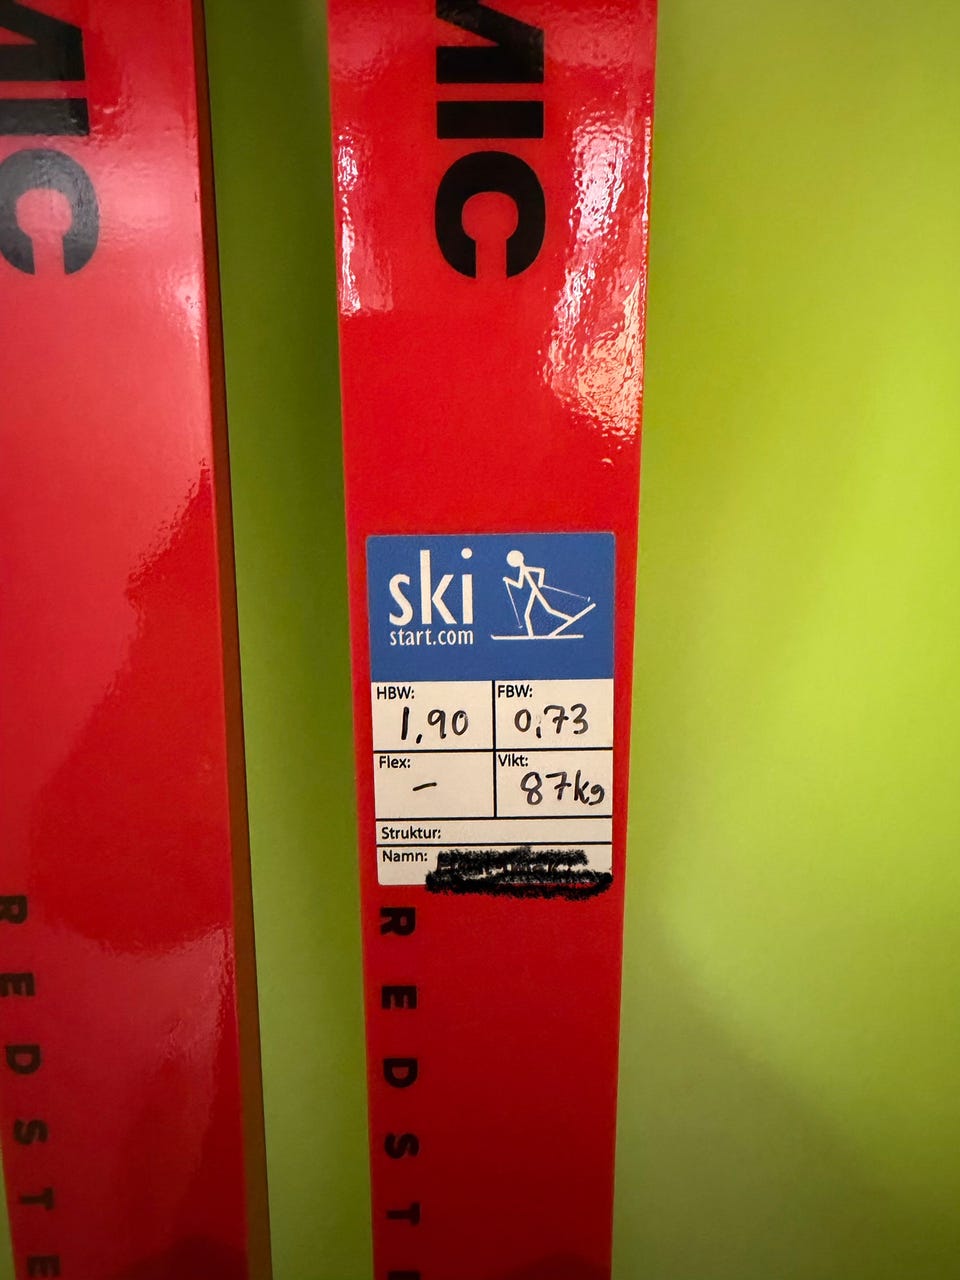 MIC
MIC
ski
start.com
HBW: FBW:
1,90 0,73
Flex: Vikt:
- 87kg
Struktur:
Namn:
REDSTE
REDSTE